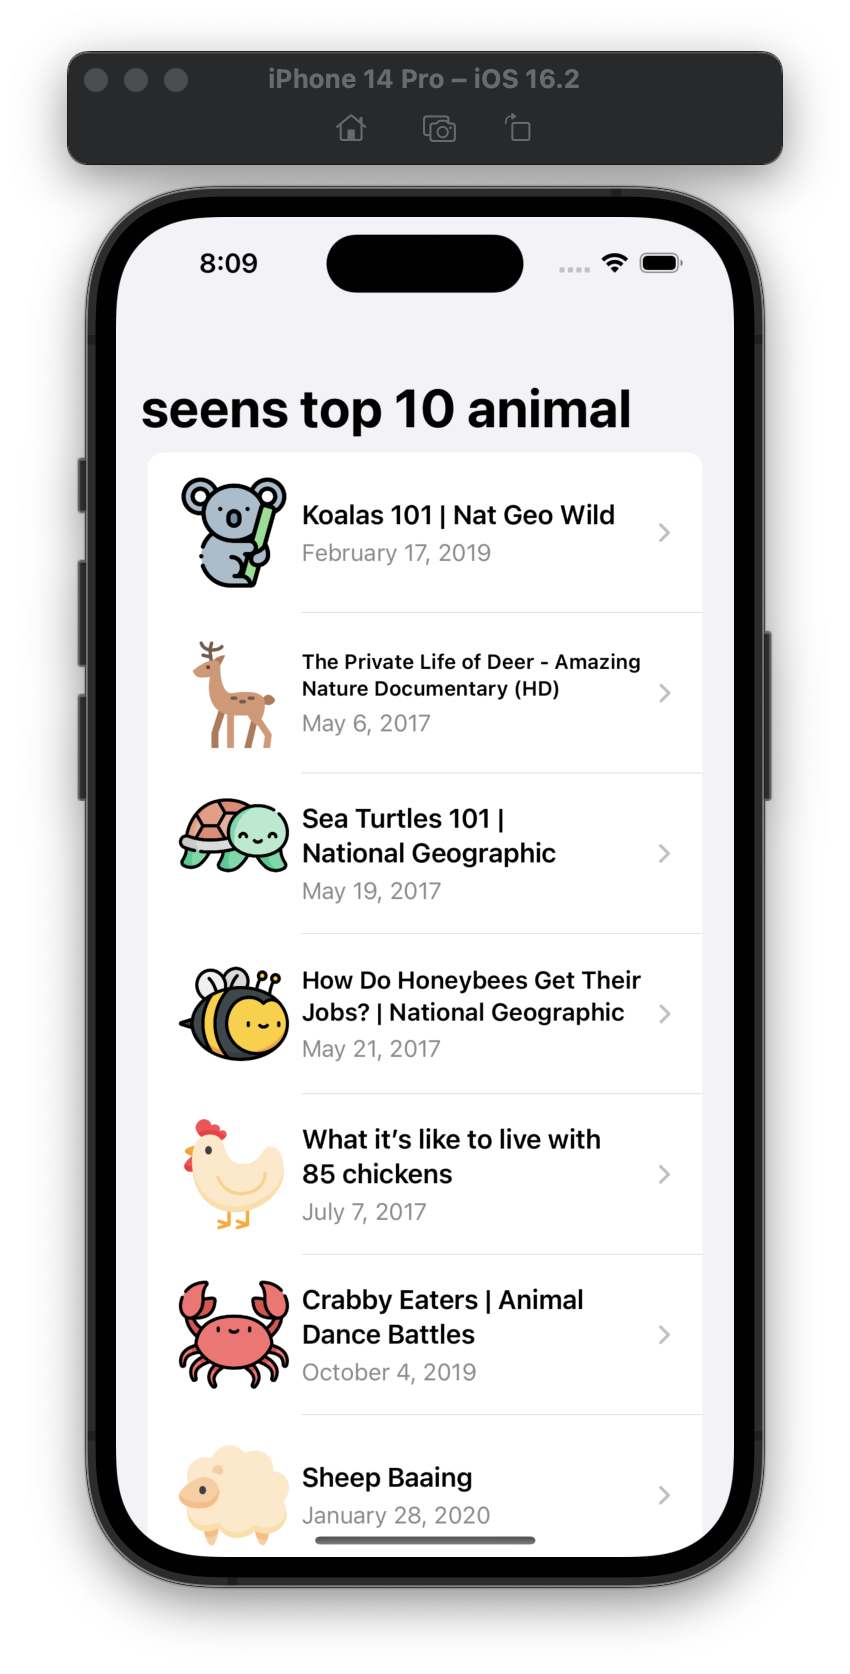 iPhone 14 Pro – iOS 16.2
8:09
seens top 10 animal
Koalas 101 | Nat Geo Wild
February 17, 2019
The Private Life of Deer - Amazing
Nature Documentary (HD)
May 6, 2017
Sea Turtles 101 |
National Geographic
May 19, 2017
How Do Honeybees Get Their
Jobs? | National Geographic
May 21, 2017
What it’s like to live with
85 chickens
July 7, 2017
Crabby Eaters | Animal
Dance Battles
October 4, 2019
Sheep Baaing
January 28, 2020